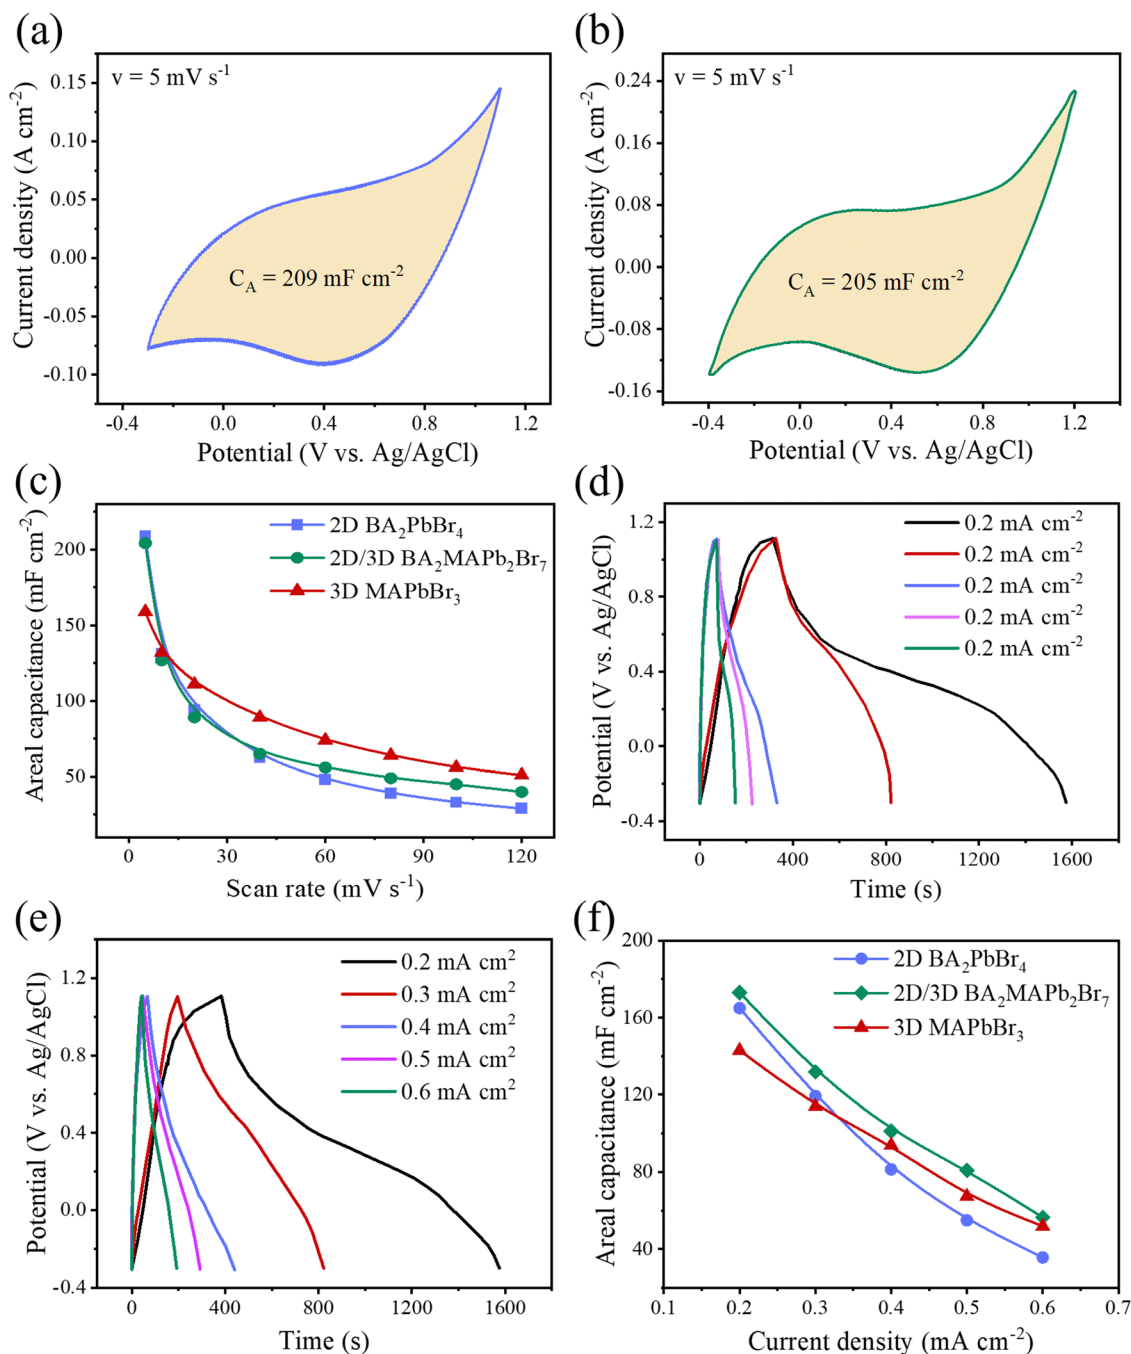 (a)
v = 5 mV s⁻¹
C_A = 209 mF cm⁻²
Current density (A cm⁻²)
0.15
0.10
0.05
0.00
-0.05
-0.10
-0.4 0.0 0.4 0.8 1.2
Potential (V vs. Ag/AgCl)
(b)
v = 5 mV s⁻¹
C_A = 205 mF cm⁻²
Current density (A cm⁻²)
0.24
0.16
0.08
0.00
-0.08
-0.16
-0.4 0.0 0.4 0.8 1.2
Potential (V vs. Ag/AgCl)
(c)
2D BA₂PbBr₄
2D/3D BA₂MAPb₂Br₇
3D MAPbBr₃
Areal capacitance (mF cm⁻²)
200
150
100
50
0 30 60 90 120
Scan rate (mV s⁻¹)
(d)
0.2 mA cm⁻²
0.2 mA cm⁻²
0.2 mA cm⁻²
0.2 mA cm⁻²
0.2 mA cm⁻²
Potential (V vs. Ag/AgCl)
1.2
0.8
0.4
0.0
-0.4
0 400 800 1200 1600
Time (s)
(e)
0.2 mA cm²
0.3 mA cm²
0.4 mA cm²
0.5 mA cm²
0.6 mA cm²
Potential (V vs. Ag/AgCl)
1.2
0.8
0.4
0.0
-0.4
0 400 800 1200 1600
Time (s)
(f)
2D BA₂PbBr₄
2D/3D BA₂MAPb₂Br₇
3D MAPbBr₃
Areal capacitance (mF cm⁻²)
200
160
120
80
40
0.1 0.2 0.3 0.4 0.5 0.6 0.7
Current density (mA cm⁻²)